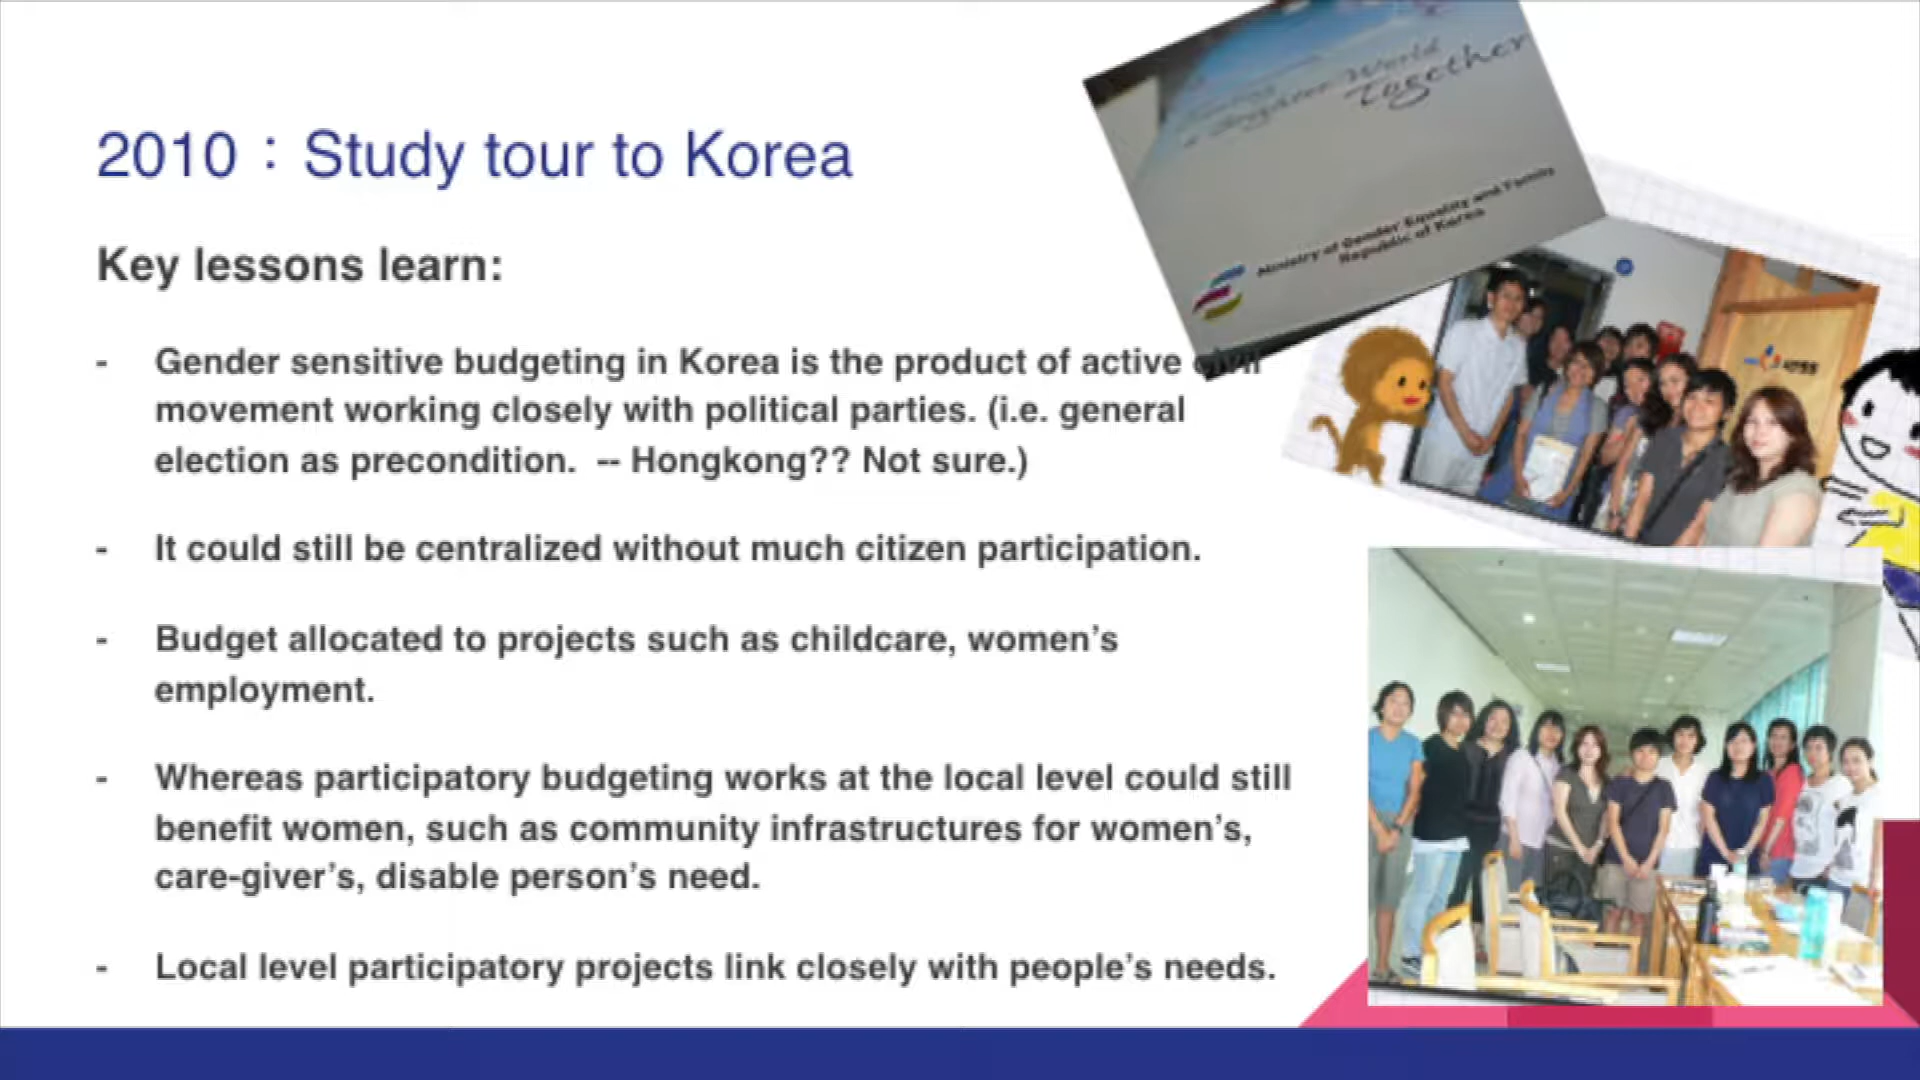 2010：Study tour to Korea
Key lessons learn:
- Gender sensitive budgeting in Korea is the product of active civil
movement working closely with political parties. (i.e. general
election as precondition. -- Hongkong?? Not sure.)
- It could still be centralized without much citizen participation.
- Budget allocated to projects such as childcare, women’s
employment.
- Whereas participatory budgeting works at the local level could still
benefit women, such as community infrastructures for women’s,
care-giver’s, disable person’s need.
- Local level participatory projects link closely with people’s needs.
World
Together
Ministry of Gender Equality and Family
Republic of Korea